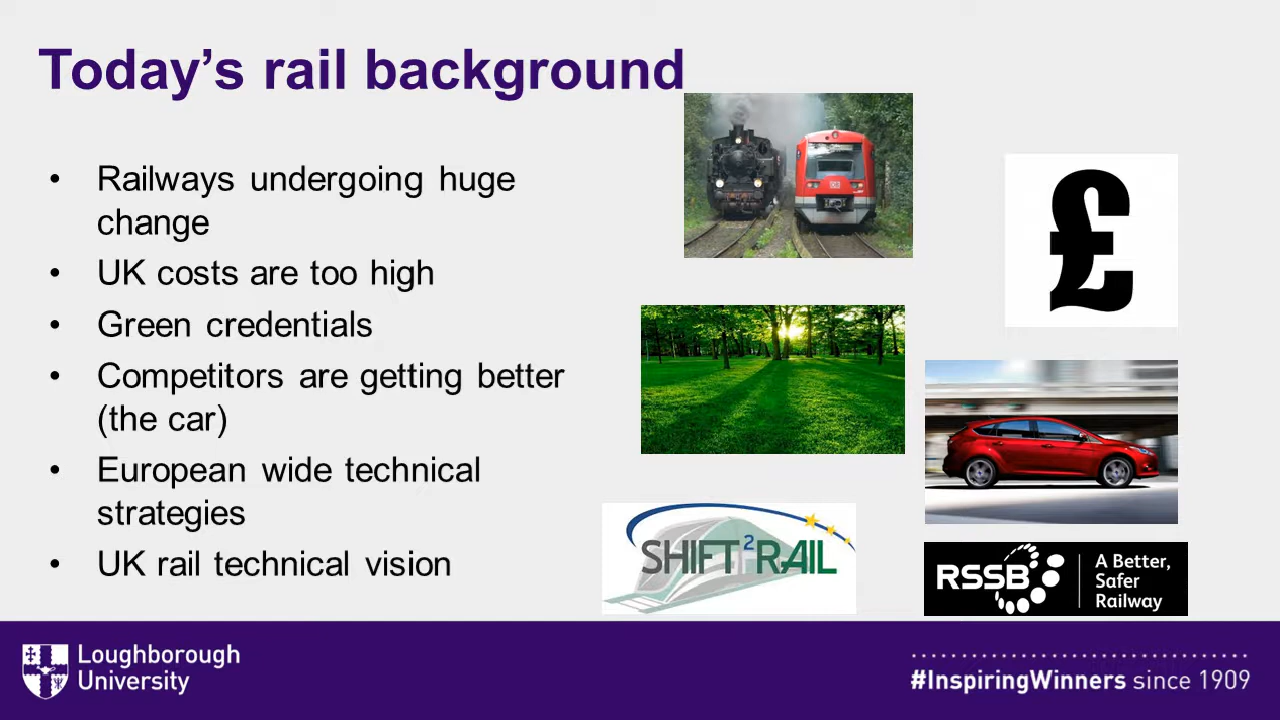 Today's rail background
• Railways undergoing huge
change
• UK costs are too high
• Green credentials
• Competitors are getting better
(the car)
• European wide technical
strategies
• UK rail technical vision
£
SHIFT²RAIL
RSSB
A Better,
Safer
Railway
Loughborough
University
#InspiringWinners since 1909